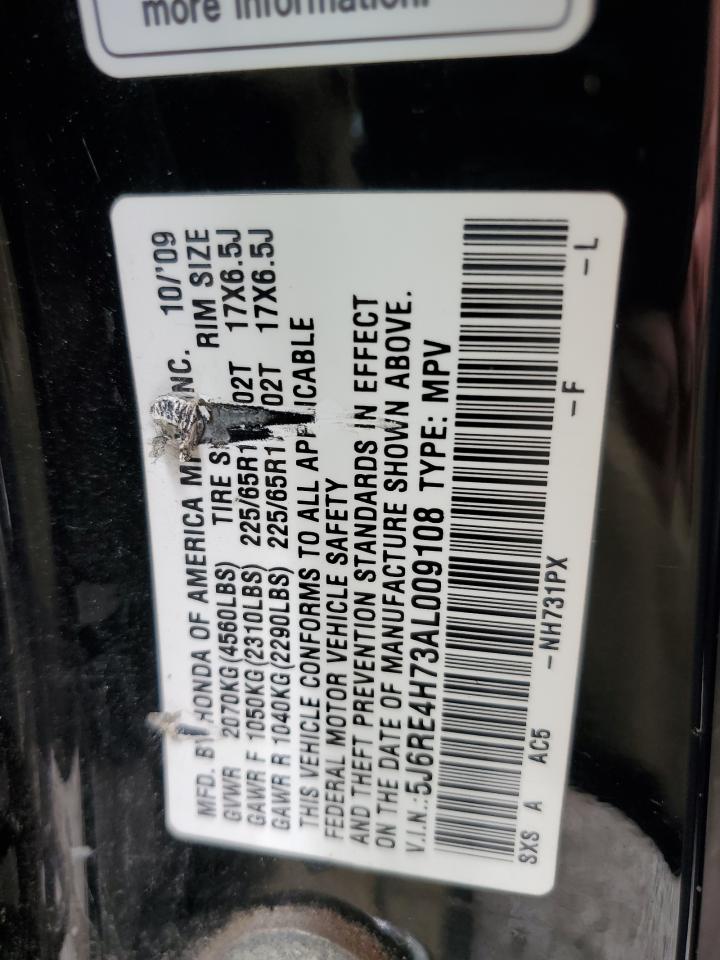 more information.
MFD. BY HONDA OF AMERICA M INC. 10/'09
GVWR 2070KG(4560LBS) TIRE S RIM SIZE
GAWR F 1050KG(2310LBS) 225/65R1 02T 17X6.5J
GAWR R 1040KG(2290LBS) 225/65R1 02T 17X6.5J
THIS VEHICLE CONFORMS TO ALL APPLICABLE
FEDERAL MOTOR VEHICLE SAFETY
AND THEFT PREVENTION STANDARDS IN EFFECT
ON THE DATE OF MANUFACTURE SHOWN ABOVE.
V.I.N.:5J6RE4H73AL009108 TYPE: MPV
SXS A AC5 -NH731PX -F -L